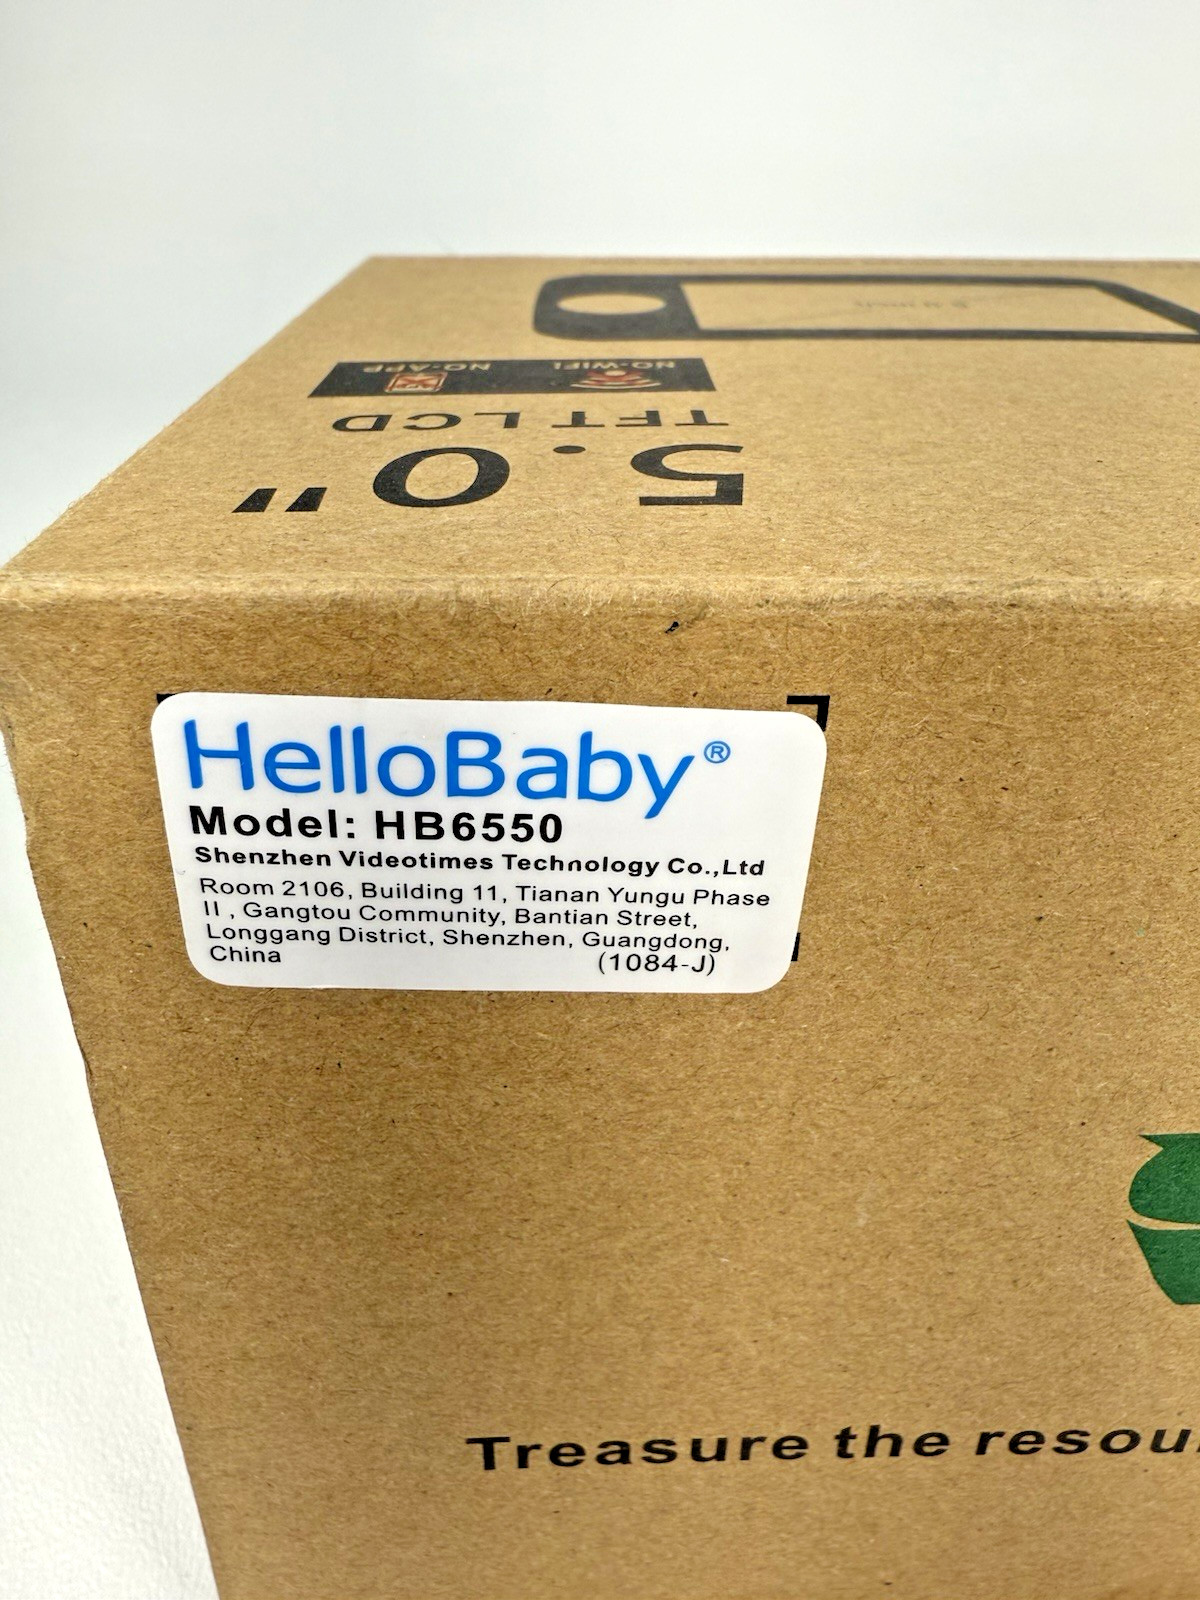 NO-WIFI NO-APP
TFT LCD
5.0"
HelloBaby®
Model: HB6550
Shenzhen Videotimes Technology Co.,Ltd
Room 2106, Building 11, Tianan Yungu Phase
II , Gangtou Community, Bantian Street,
Longgang District, Shenzhen, Guangdong,
China (1084-J)
Treasure the